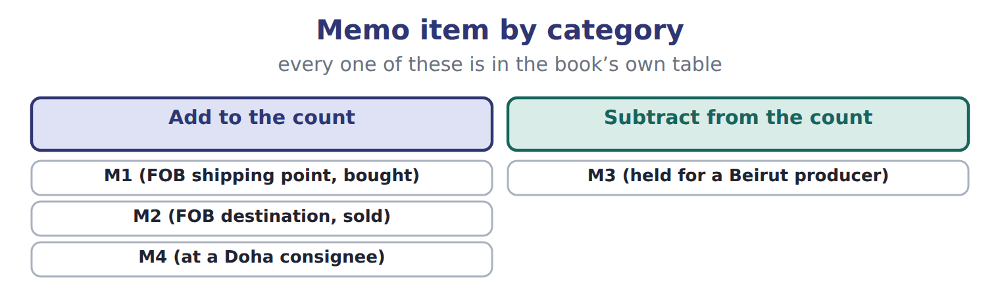 Memo item by category
every one of these is in the book’s own table
Add to the count
Subtract from the count
M1 (FOB shipping point, bought)
M3 (held for a Beirut producer)
M2 (FOB destination, sold)
M4 (at a Doha consignee)